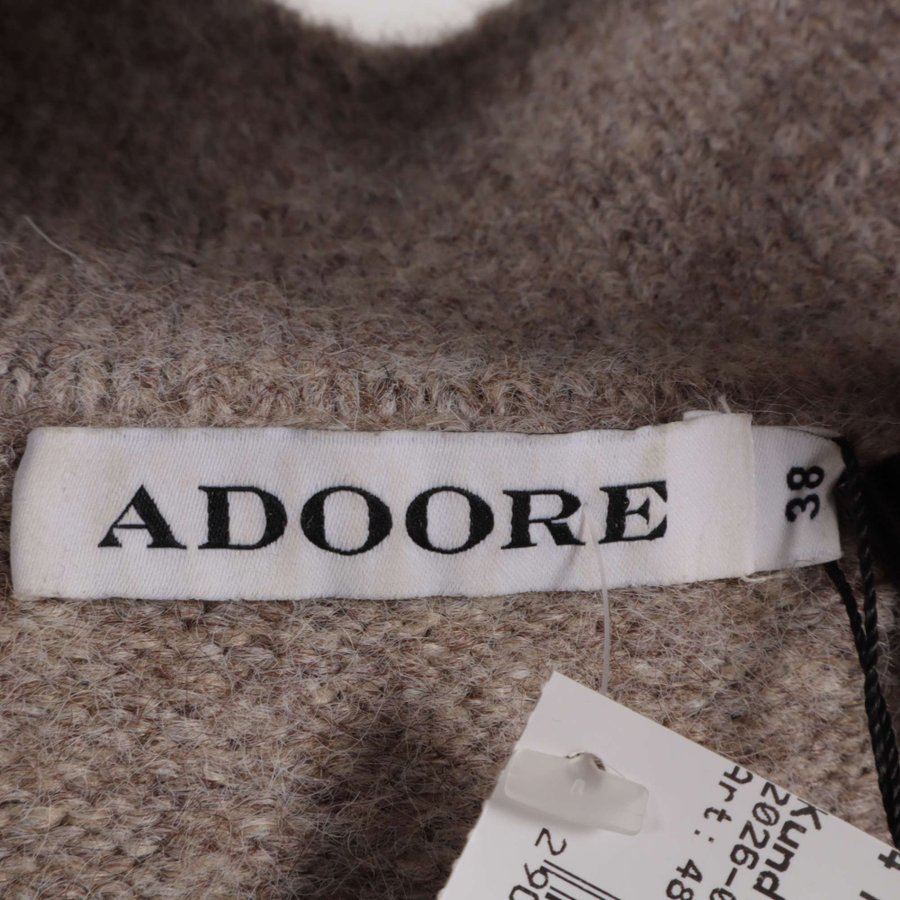 ADOORE
38
Kund
2026-0
Art: 48